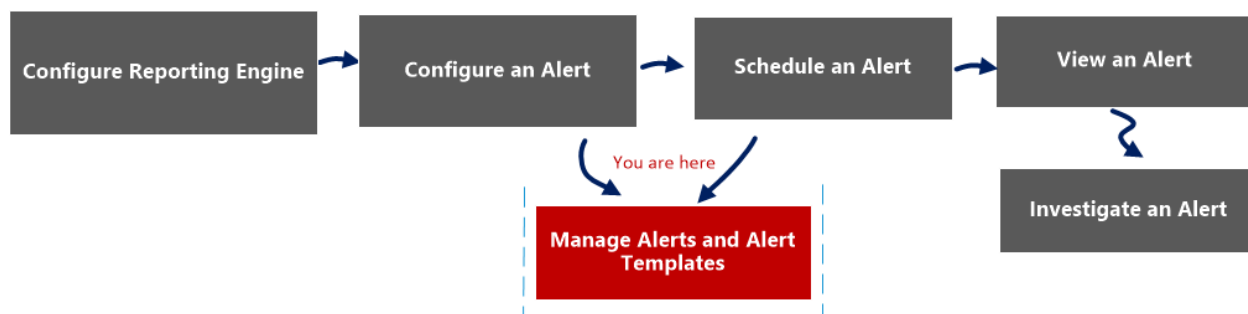 Configure Reporting Engine
Configure an Alert
Schedule an Alert
View an Alert
You are here
Investigate an Alert
Manage Alerts and Alert
Templates